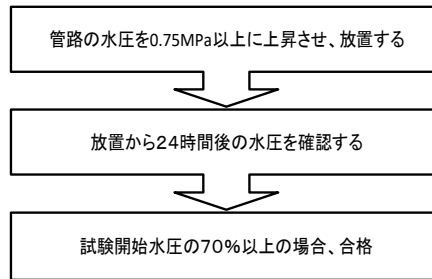 管路の水圧を0.75MPa以上に上昇させ、放置する
放置から２４時間後の水圧を確認する
試験開始水圧の７０％以上の場合、合格